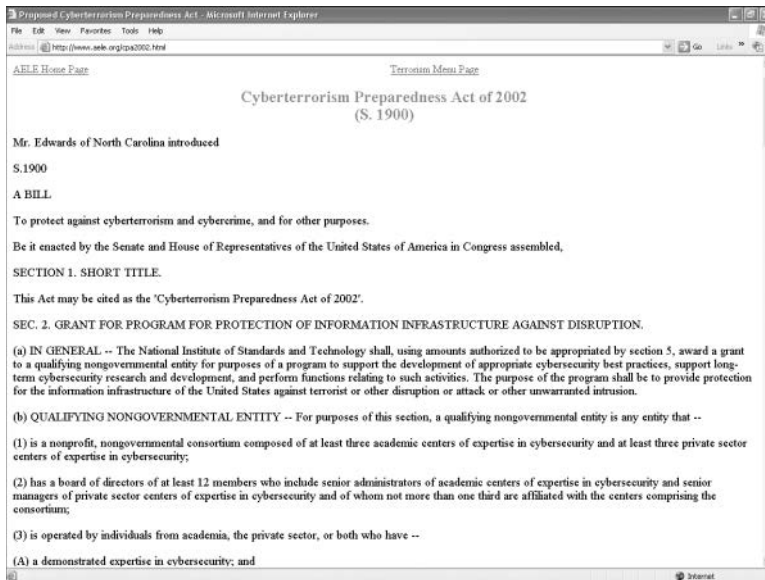 Proposed Cyberterrorism Preparedness Act - Microsoft Internet Explorer
File Edit View Favorites Tools Help
Address http://www.aele.org/cpa2002.html Go Links »
AELE Home Page Terrorism Menu Page
Cyberterrorism Preparedness Act of 2002
(S. 1900)
Mr. Edwards of North Carolina introduced
S.1900
A BILL
To protect against cyberterrorism and cybercrime, and for other purposes.
Be it enacted by the Senate and House of Representatives of the United States of America in Congress assembled,
SECTION 1. SHORT TITLE.
This Act may be cited as the 'Cyberterrorism Preparedness Act of 2002'.
SEC. 2. GRANT FOR PROGRAM FOR PROTECTION OF INFORMATION INFRASTRUCTURE AGAINST DISRUPTION.
(a) IN GENERAL -- The National Institute of Standards and Technology shall, using amounts authorized to be appropriated by section 5, award a grant
to a qualifying nongovernmental entity for purposes of a program to support the development of appropriate cybersecurity best practices, support long-
term cybersecurity research and development, and perform functions relating to such activities. The purpose of the program shall be to provide protection
for the information infrastructure of the United States against terrorist or other disruption or attack or other unwarranted intrusion.
(b) QUALIFYING NONGOVERNMENTAL ENTITY -- For purposes of this section, a qualifying nongovernmental entity is any entity that --
(1) is a nonprofit, nongovernmental consortium composed of at least three academic centers of expertise in cybersecurity and at least three private sector
centers of expertise in cybersecurity;
(2) has a board of directors of at least 12 members who include senior administrators of academic centers of expertise in cybersecurity and senior
managers of private sector centers of expertise in cybersecurity and of whom not more than one third are affiliated with the centers comprising the
consortium;
(3) is operated by individuals from academia, the private sector, or both who have --
(A) a demonstrated expertise in cybersecurity; and
Internet